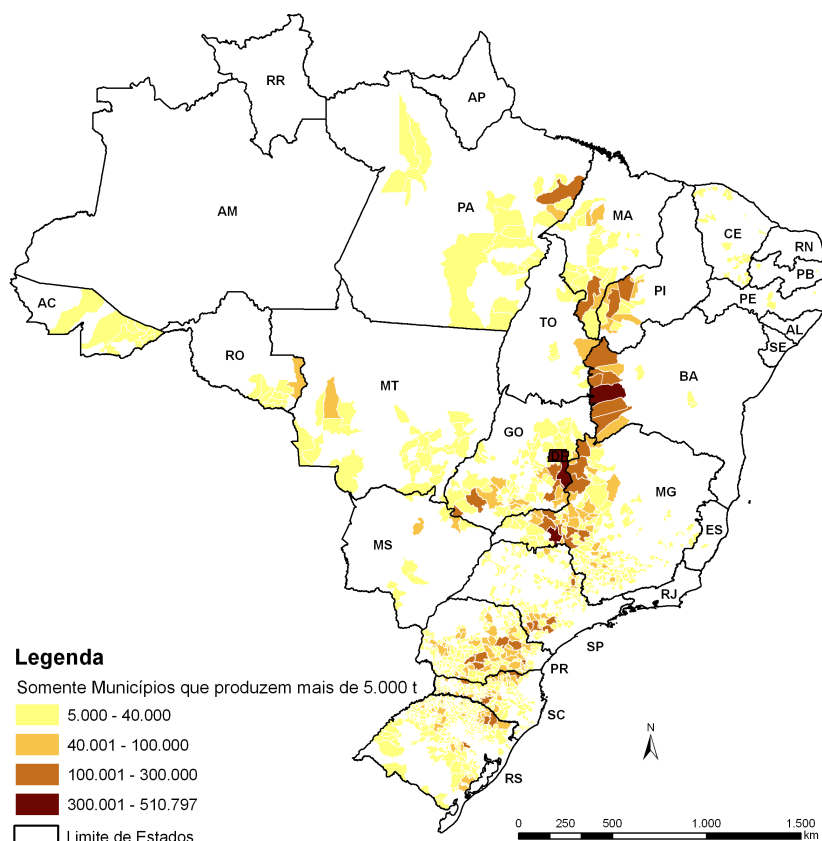 RR
AP
AM
PA
MA
CE
RN
PB
PI
PE
AC
TO
AL
SE
RO
BA
MT
GO
DF
MG
ES
MS
RJ
SP
PR
SC
RS
N
Legenda
Somente Municípios que produzem mais de 5.000 t
5.000 - 40.000
40.001 - 100.000
100.001 - 300.000
300.001 - 510.797
Limite de Estados
0 250 500 1.000 1.500
km